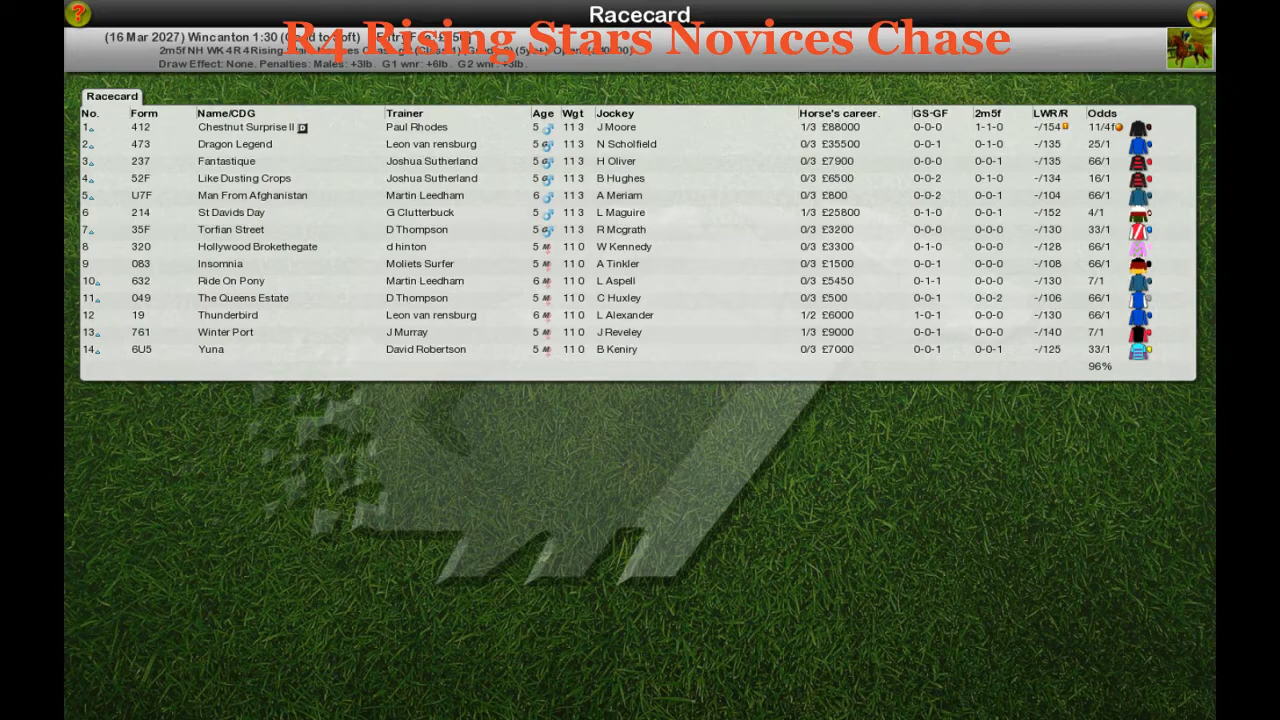 Racecard
R4 Rising Stars Novices Chase
(16 Mar 2027) Wincanton 1:30
2m5f NH WK4 R4
Draw Effect: None. Penalties: Males: +3lb. G1 wnr: +6lb. G2 wnr: +3lb.
Racecard
No. Form Name/CDG Trainer Age Wgt Jockey Horse's career. GS-GF 2m5f LWR/R Odds
1 412 Chestnut Surprise II D Paul Rhodes 5 11 3 J Moore 1/3 £88000 0-0-0 1-1-0 -/154 11/4f
2 473 Dragon Legend Leon van rensburg 5 11 3 N Scholfield 0/3 £35500 0-0-1 0-1-0 -/135 25/1
3 237 Fantastique Joshua Sutherland 5 11 3 H Oliver 0/3 £7900 0-0-0 0-0-1 -/135 66/1
4 52F Like Dusting Crops Joshua Sutherland 5 11 3 B Hughes 0/3 £6500 0-0-2 0-1-0 -/134 16/1
5 U7F Man From Afghanistan Martin Leedham 6 11 3 A Meriam 0/3 £800 0-0-2 0-0-1 -/104 66/1
6 214 St Davids Day G Clutterbuck 5 11 3 L Maguire 1/3 £25800 0-1-0 0-0-1 -/152 4/1
7 35F Torfian Street D Thompson 5 11 3 R Mcgrath 0/3 £3200 0-0-0 0-0-0 -/130 33/1
8 320 Hollywood Brokethegate d hinton 5 11 0 W Kennedy 0/3 £3300 0-1-0 0-0-0 -/128 66/1
9 083 Insomnia Moliets Surfer 5 11 0 A Tinkler 0/3 £1500 0-0-1 0-0-0 -/108 66/1
10 632 Ride On Pony Martin Leedham 6 11 0 L Aspell 0/3 £5450 0-1-1 0-0-0 -/130 7/1
11 049 The Queens Estate D Thompson 5 11 0 C Huxley 0/3 £500 0-0-1 0-0-2 -/106 66/1
12 19 Thunderbird Leon van rensburg 6 11 0 L Alexander 1/2 £6000 1-0-1 0-0-0 -/130 66/1
13 761 Winter Port J Murray 5 11 0 J Reveley 1/3 £9000 0-0-1 0-0-0 -/140 7/1
14 6U5 Yuna David Robertson 5 11 0 B Keniry 0/3 £7000 0-0-1 0-0-1 -/125 33/1
96%